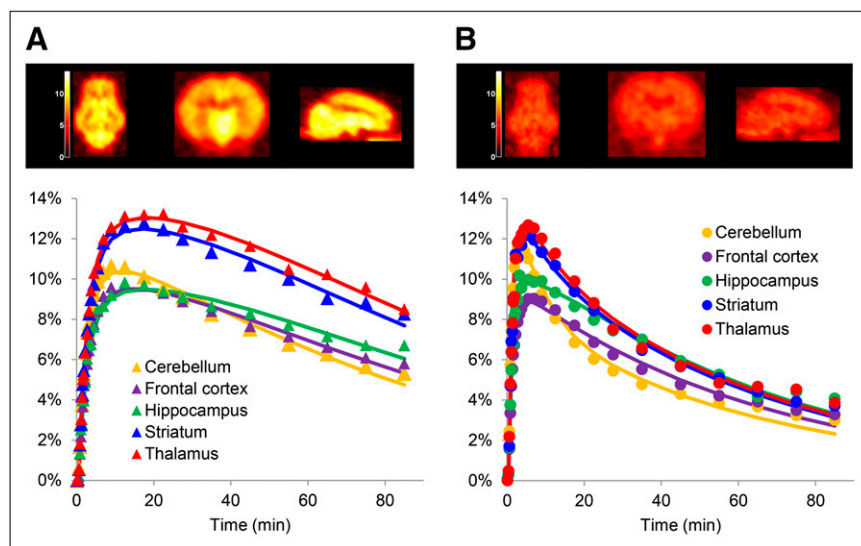 A
10
5
0
14%
12%
10%
8%
6%
4%
2%
0%
Cerebellum
Frontal cortex
Hippocampus
Striatum
Thalamus
0
20
40
60
80
Time (min)
B
10
5
0
14%
12%
10%
8%
6%
4%
2%
0%
Cerebellum
Frontal cortex
Hippocampus
Striatum
Thalamus
0
20
40
60
80
Time (min)